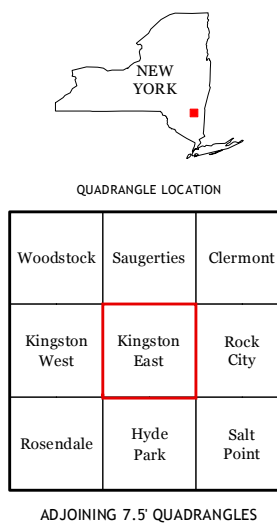 NEW
YORK
QUADRANGLE LOCATION
Woodstock Saugerties Clermont
Kingston West Kingston East Rock City
Rosendale Hyde Park Salt Point
ADJOINING 7.5' QUADRANGLES